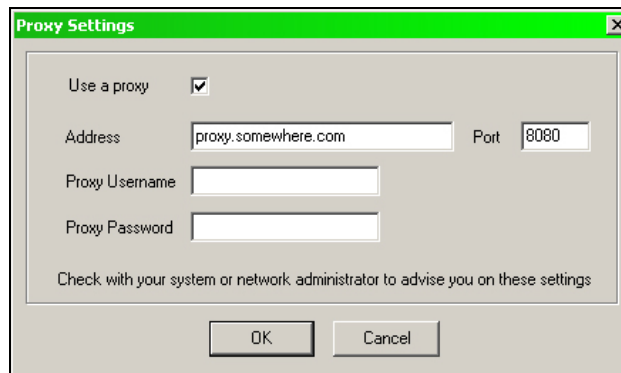 Proxy Settings
Use a proxy
Address proxy.somewhere.com Port 8080
Proxy Username
Proxy Password
Check with your system or network administrator to advise you on these settings
OK Cancel